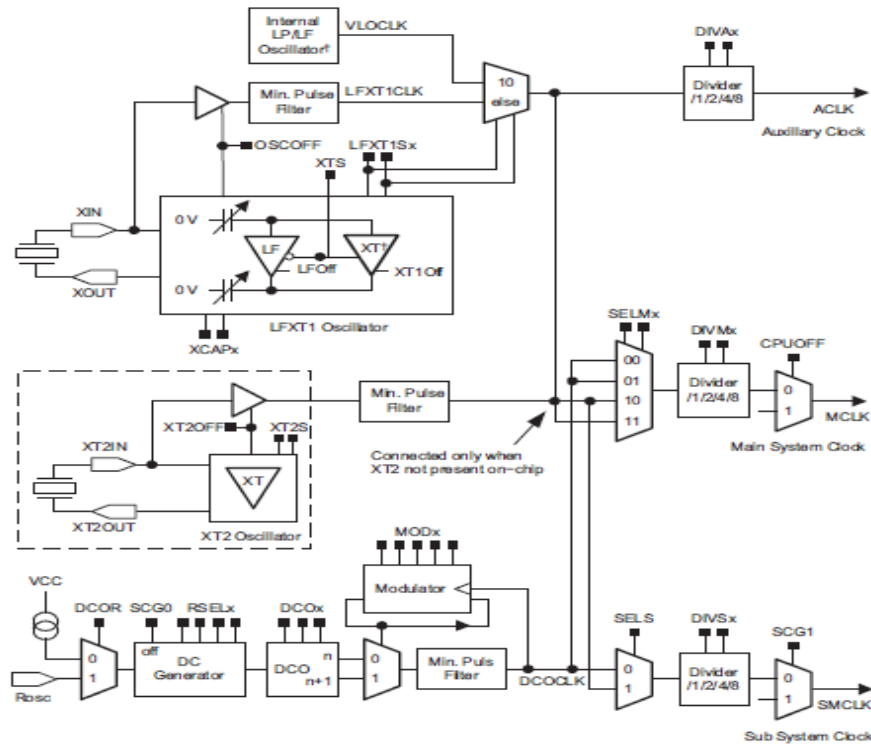 Internal
LP/LF
Oscillator†
VLOCLK
DIVAx
10
else
Min. Pulse
Filter
LFXT1CLK
Divider
/1/2/4/8
ACLK
Auxillary Clock
OSCOFF
LFXT1Sx
XTS
XIN
0 V
LF
XT†
LFOff
XT1Off
0 V
XOUT
LFXT1 Oscillator
XCAPx
SELMx
DIVMx
CPUOFF
00
01
10
11
Divider
/1/2/4/8
0
1
MCLK
Main System Clock
Min. Pulse
Filter
Connected only when
XT2 not present on-chip
XT2OFF
XT2S
XT2IN
XT
XT2OUT
XT2 Oscillator
MODx
Modulator
VCC
DCOR
SCG0
RSELx
DCOx
0
1
off
DC
Generator
DCO
n
n+1
0
1
Min. Puls
Filter
DCOCLK
SELS
DIVSx
SCG1
0
1
Divider
/1/2/4/8
0
1
SMCLK
Sub System Clock
Rosc